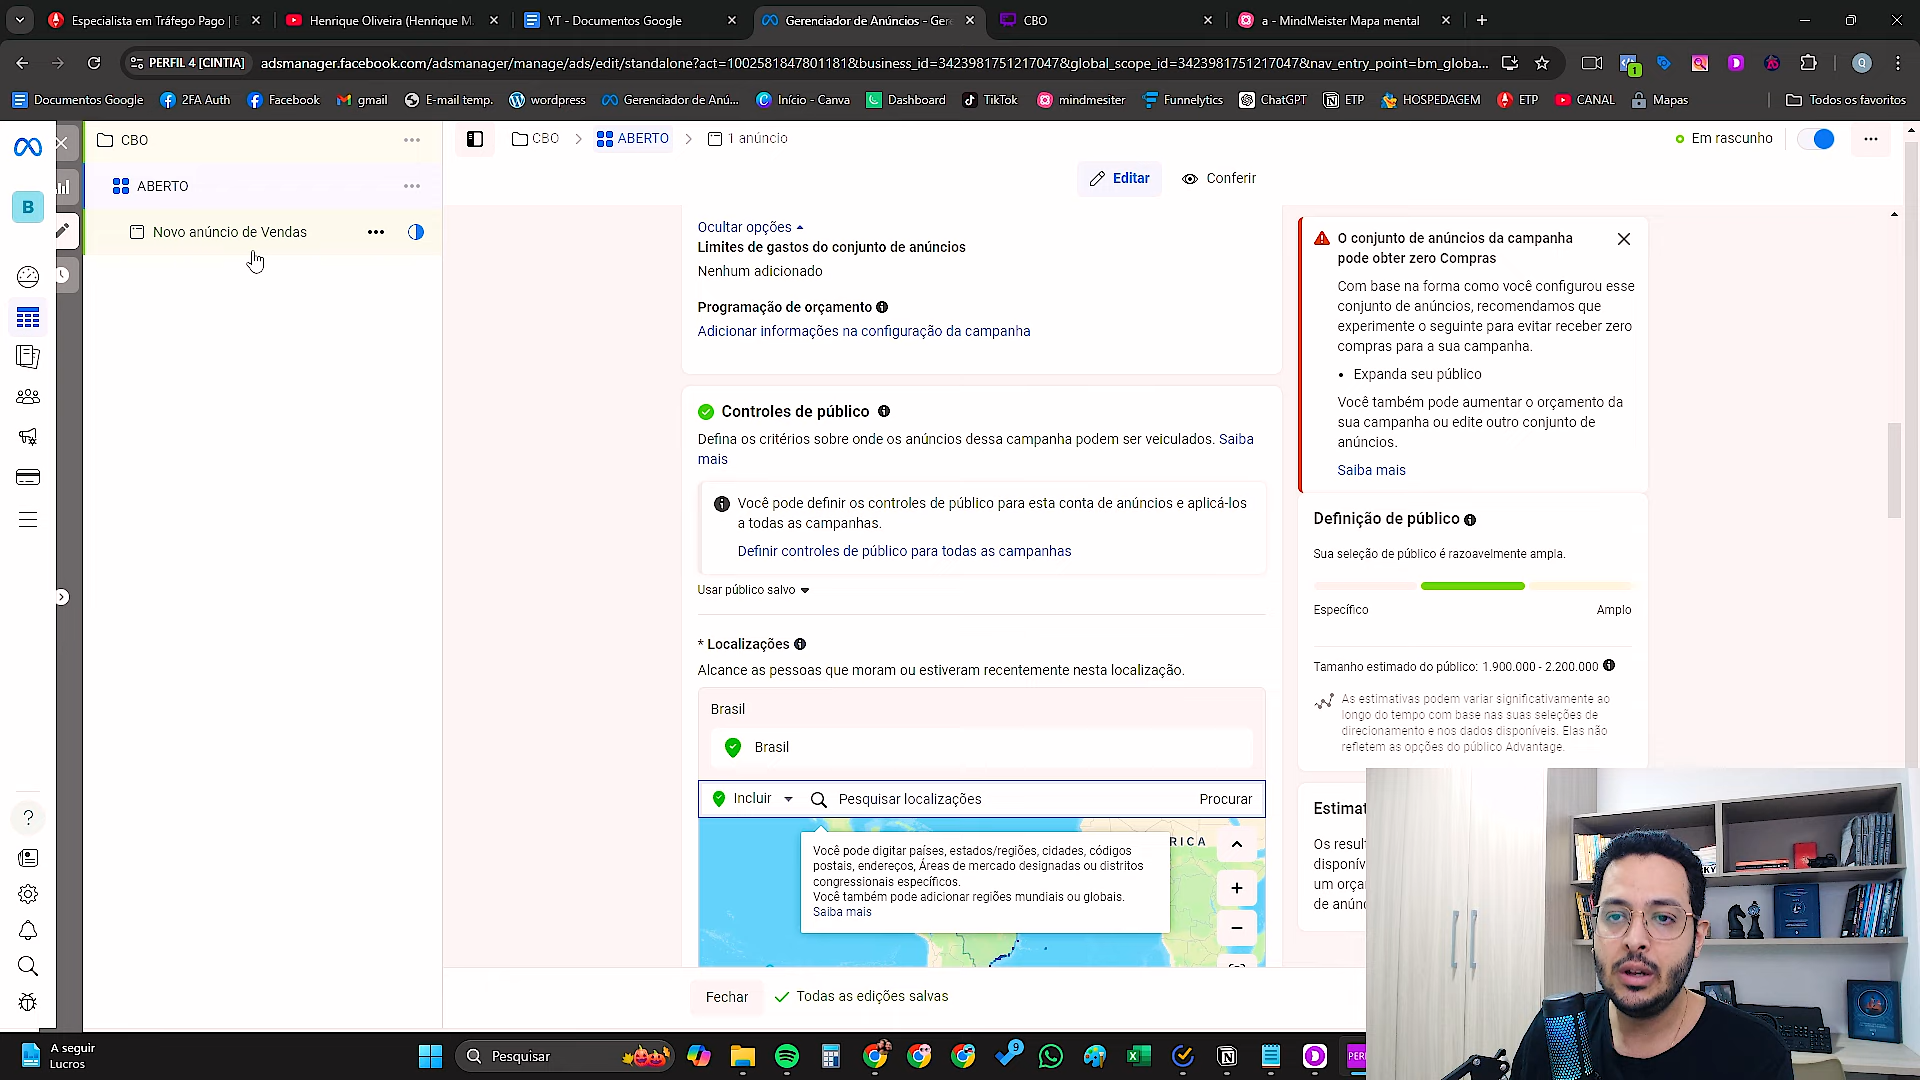 Especialista em Tráfego Pago |
Henrique Oliveira (Henrique M
YT - Documentos Google
Gerenciador de Anúncios - Ger
CBO
a - MindMeister Mapa mental
PERFIL 4 [CINTIA]
adsmanager.facebook.com/adsmanager/manage/ads/edit/standalone?act=1002581847801181&business_id=3423981751217047&global_scope_id=3423981751217047&nav_entry_point=bm_globa...
1
Q
Documentos Google
2FA Auth
Facebook
gmail
E-mail temp.
wordpress
Gerenciador de Anú...
Início - Canva
Dashboard
TikTok
mindmesiter
Funnelytics
ChatGPT
ETP
HOSPEDAGEM
ETP
CANAL
Mapas
Todos os favoritos
CBO
ABERTO
Novo anúncio de Vendas
B
CBO
ABERTO
1 anúncio
Em rascunho
Editar
Conferir
Ocultar opções
Limites de gastos do conjunto de anúncios
Nenhum adicionado
Programação de orçamento
Adicionar informações na configuração da campanha
Controles de público
Defina os critérios sobre onde os anúncios dessa campanha podem ser veiculados. Saiba
mais
Você pode definir os controles de público para esta conta de anúncios e aplicá-los
a todas as campanhas.
Definir controles de público para todas as campanhas
Usar público salvo
* Localizações
Alcance as pessoas que moram ou estiveram recentemente nesta localização.
Brasil
Brasil
Incluir
Pesquisar localizações
Procurar
RICA
Você pode digitar países, estados/regiões, cidades, códigos
postais, endereços, Áreas de mercado designadas ou distritos
congressionais específicos.
Você também pode adicionar regiões mundiais ou globais.
Saiba mais
Fechar
Todas as edições salvas
O conjunto de anúncios da campanha
pode obter zero Compras
Com base na forma como você configurou esse
conjunto de anúncios, recomendamos que
experimente o seguinte para evitar receber zero
compras para a sua campanha.
• Expanda seu público
Você também pode aumentar o orçamento da
sua campanha ou edite outro conjunto de
anúncios.
Saiba mais
Definição de público
Sua seleção de público é razoavelmente ampla.
Específico
Amplo
Tamanho estimado do público: 1.900.000 - 2.200.000
As estimativas podem variar significativamente ao
longo do tempo com base nas suas seleções de
direcionamento e nos dados disponíveis. Elas não
refletem as opções do público Advantage.
Estimat
Os resul
disponív
um orça
de anún
A seguir
Lucros
Pesquisar
9
PERF